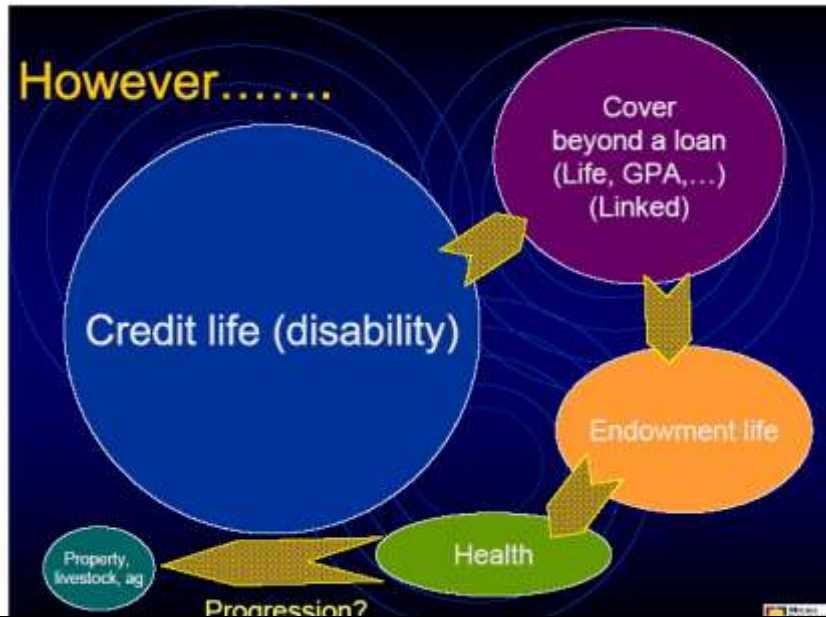 However.......
Cover
beyond a loan
(Life, GPA,...)
(Linked)
Credit life (disability)
Endowment life
Health
Property,
livestock, ag
Progression?